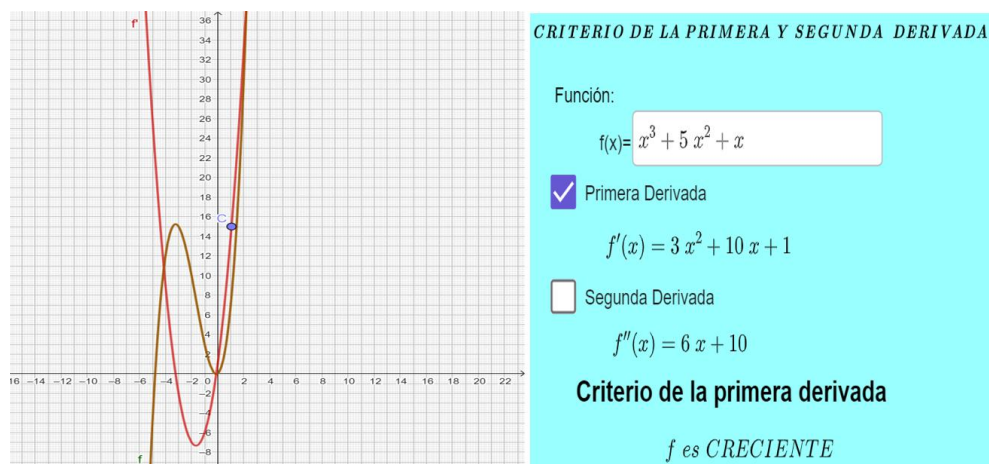 f'
36
34
32
30
28
26
24
22
20
18
16
C
14
12
10
8
6
4
2
16 −14 −12 −10 −8 −6 −4 −2 0 2 4 6 8 10 12 14 16 18 20 22
−2
−4
−6
−8
f
CRITERIO DE LA PRIMERA Y SEGUNDA DERIVADA
Función:
f(x)= x³ + 5 x² + x
Primera Derivada
f′(x) = 3 x² + 10 x + 1
Segunda Derivada
f″(x) = 6 x + 10
Criterio de la primera derivada
f es CRECIENTE